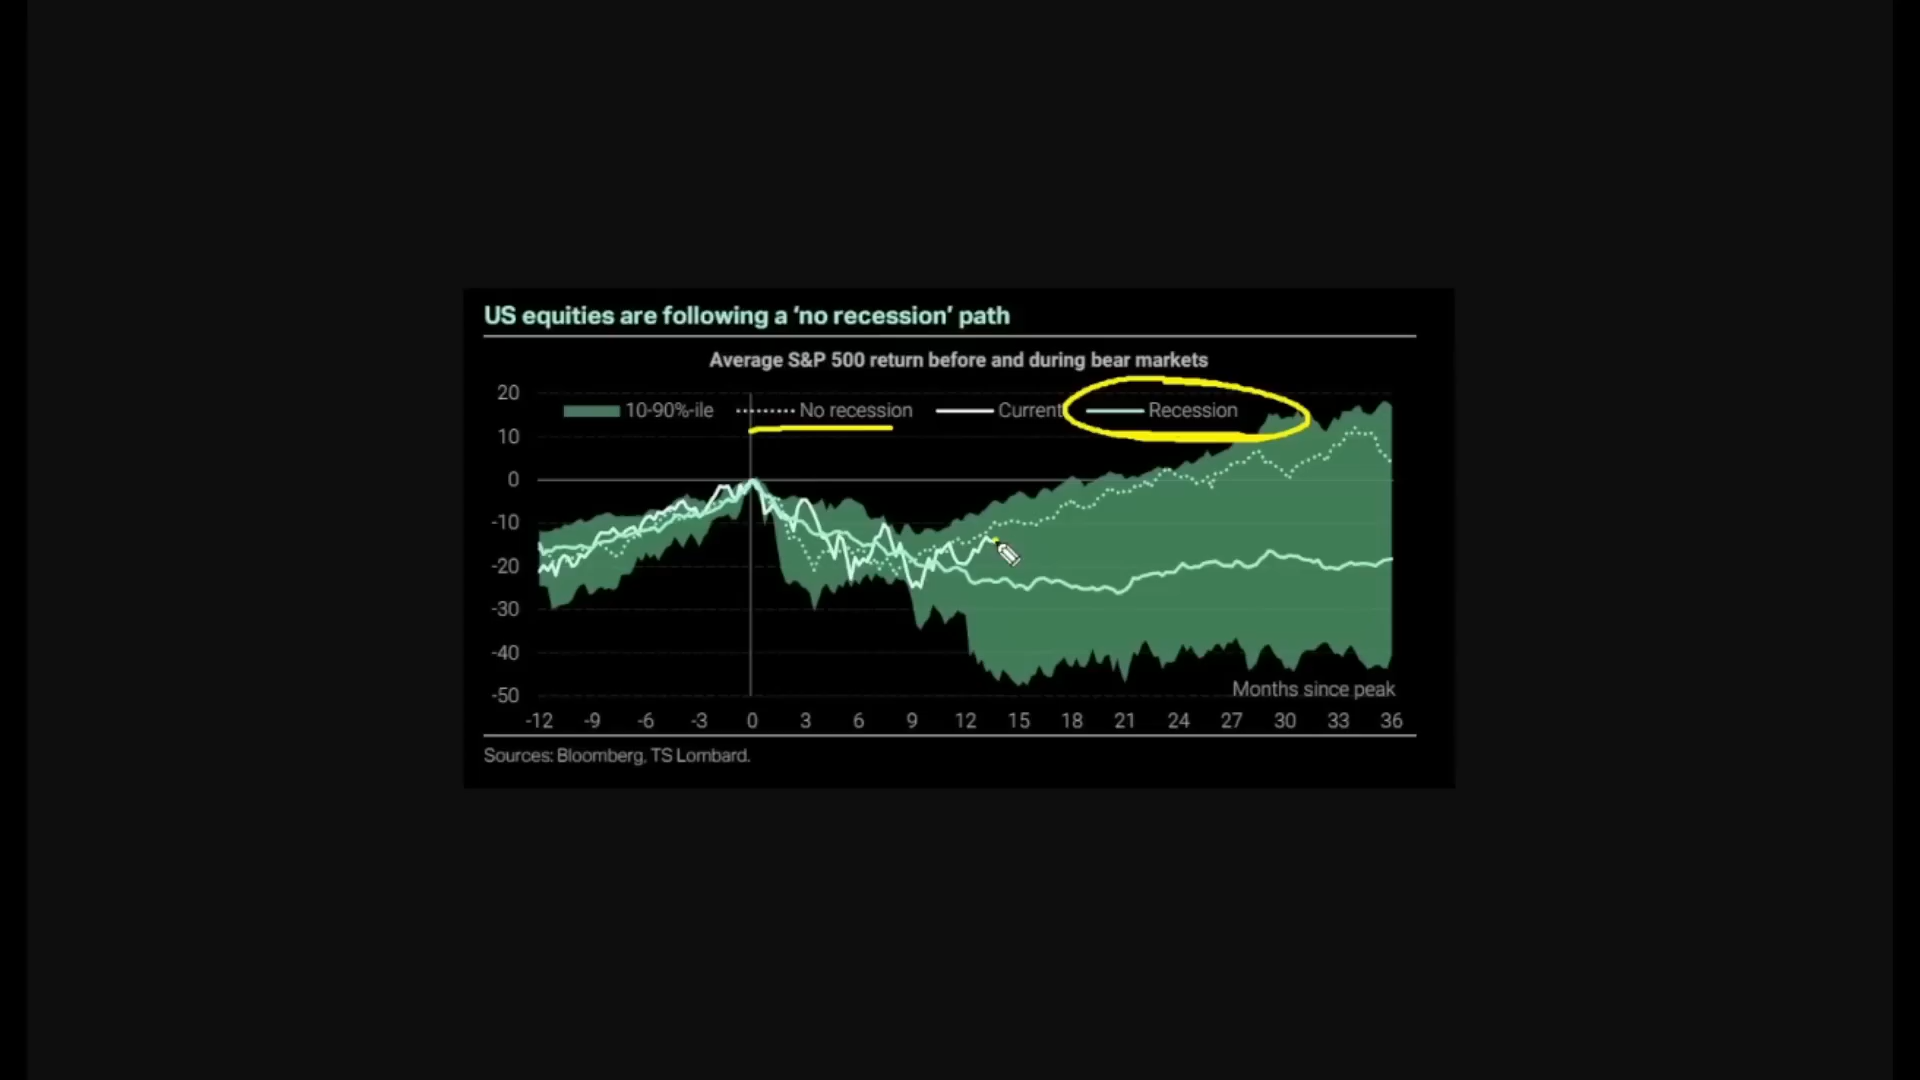 US equities are following a ‘no recession’ path
Average S&P 500 return before and during bear markets
10-90%-ile No recession Current Recession
20
10
0
-10
-20
-30
-40
-50
Months since peak
-12 -9 -6 -3 0 3 6 9 12 15 18 21 24 27 30 33 36
Sources: Bloomberg, TS Lombard.